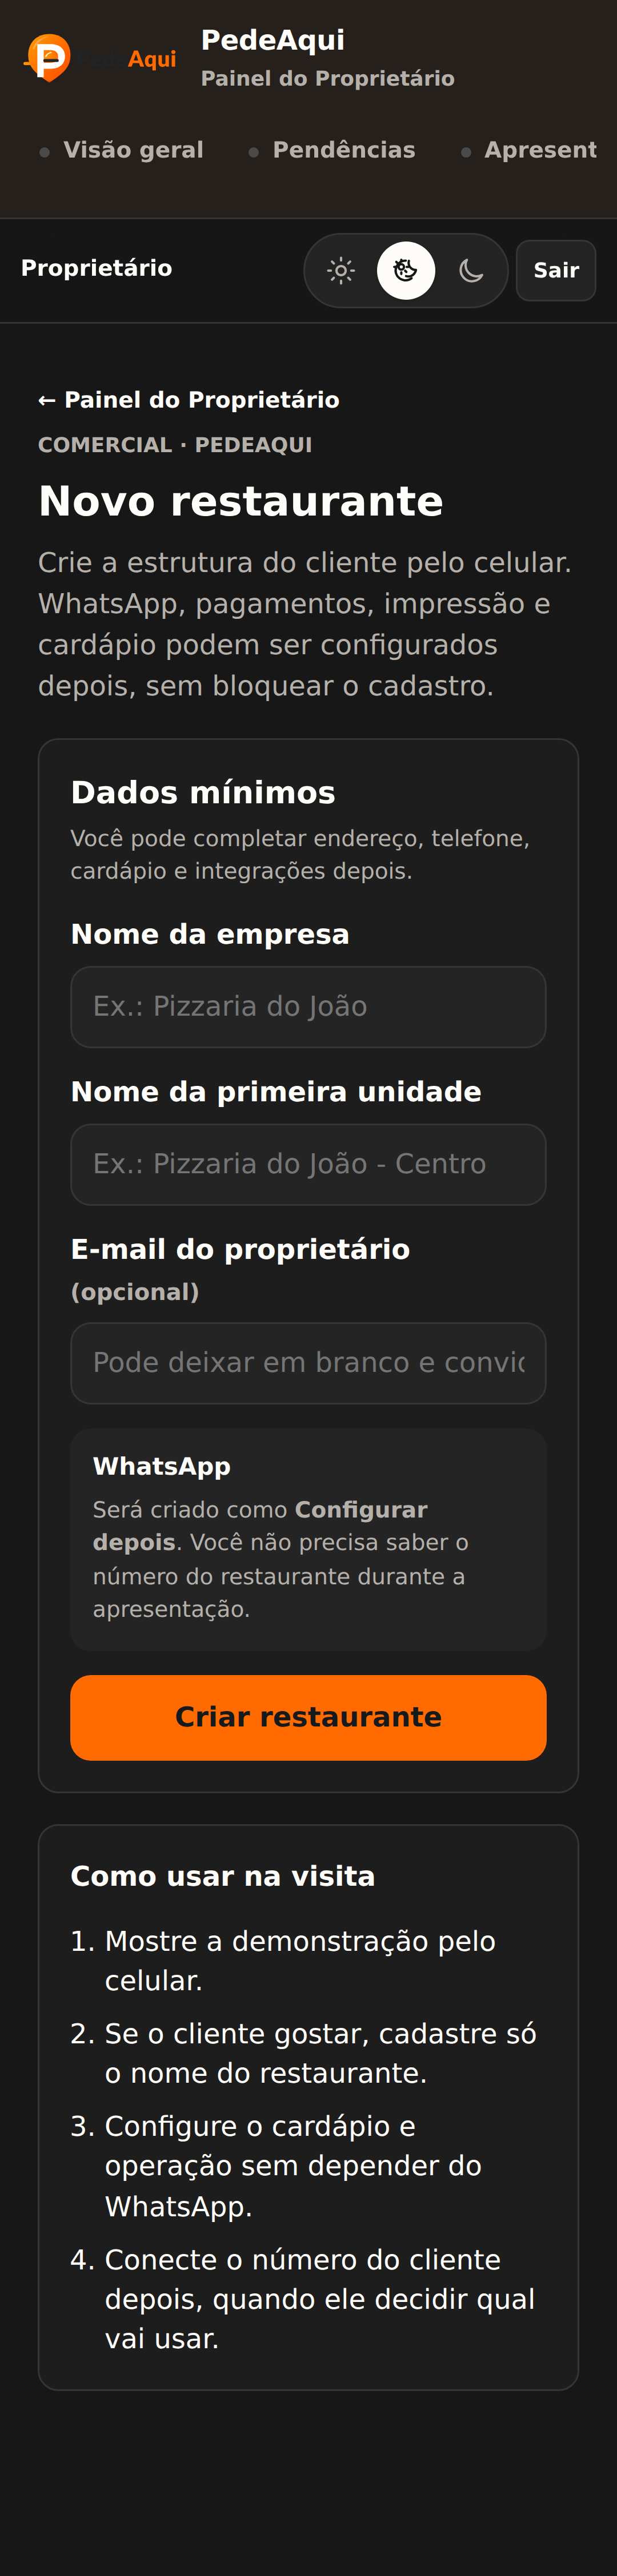 P Aqui
PedeAqui
Painel do Proprietário
Visão geral
Pendências
Apresent
Proprietário
Sair
← Painel do Proprietário
COMERCIAL · PEDEAQUI
Novo restaurante
Crie a estrutura do cliente pelo celular.
WhatsApp, pagamentos, impressão e
cardápio podem ser configurados
depois, sem bloquear o cadastro.
Dados mínimos
Você pode completar endereço, telefone,
cardápio e integrações depois.
Nome da empresa
Ex.: Pizzaria do João
Nome da primeira unidade
Ex.: Pizzaria do João - Centro
E-mail do proprietário
(opcional)
Pode deixar em branco e convid
WhatsApp
Será criado como Configurar
depois. Você não precisa saber o
número do restaurante durante a
apresentação.
Criar restaurante
Como usar na visita
1. Mostre a demonstração pelo
celular.
2. Se o cliente gostar, cadastre só
o nome do restaurante.
3. Configure o cardápio e
operação sem depender do
WhatsApp.
4. Conecte o número do cliente
depois, quando ele decidir qual
vai usar.